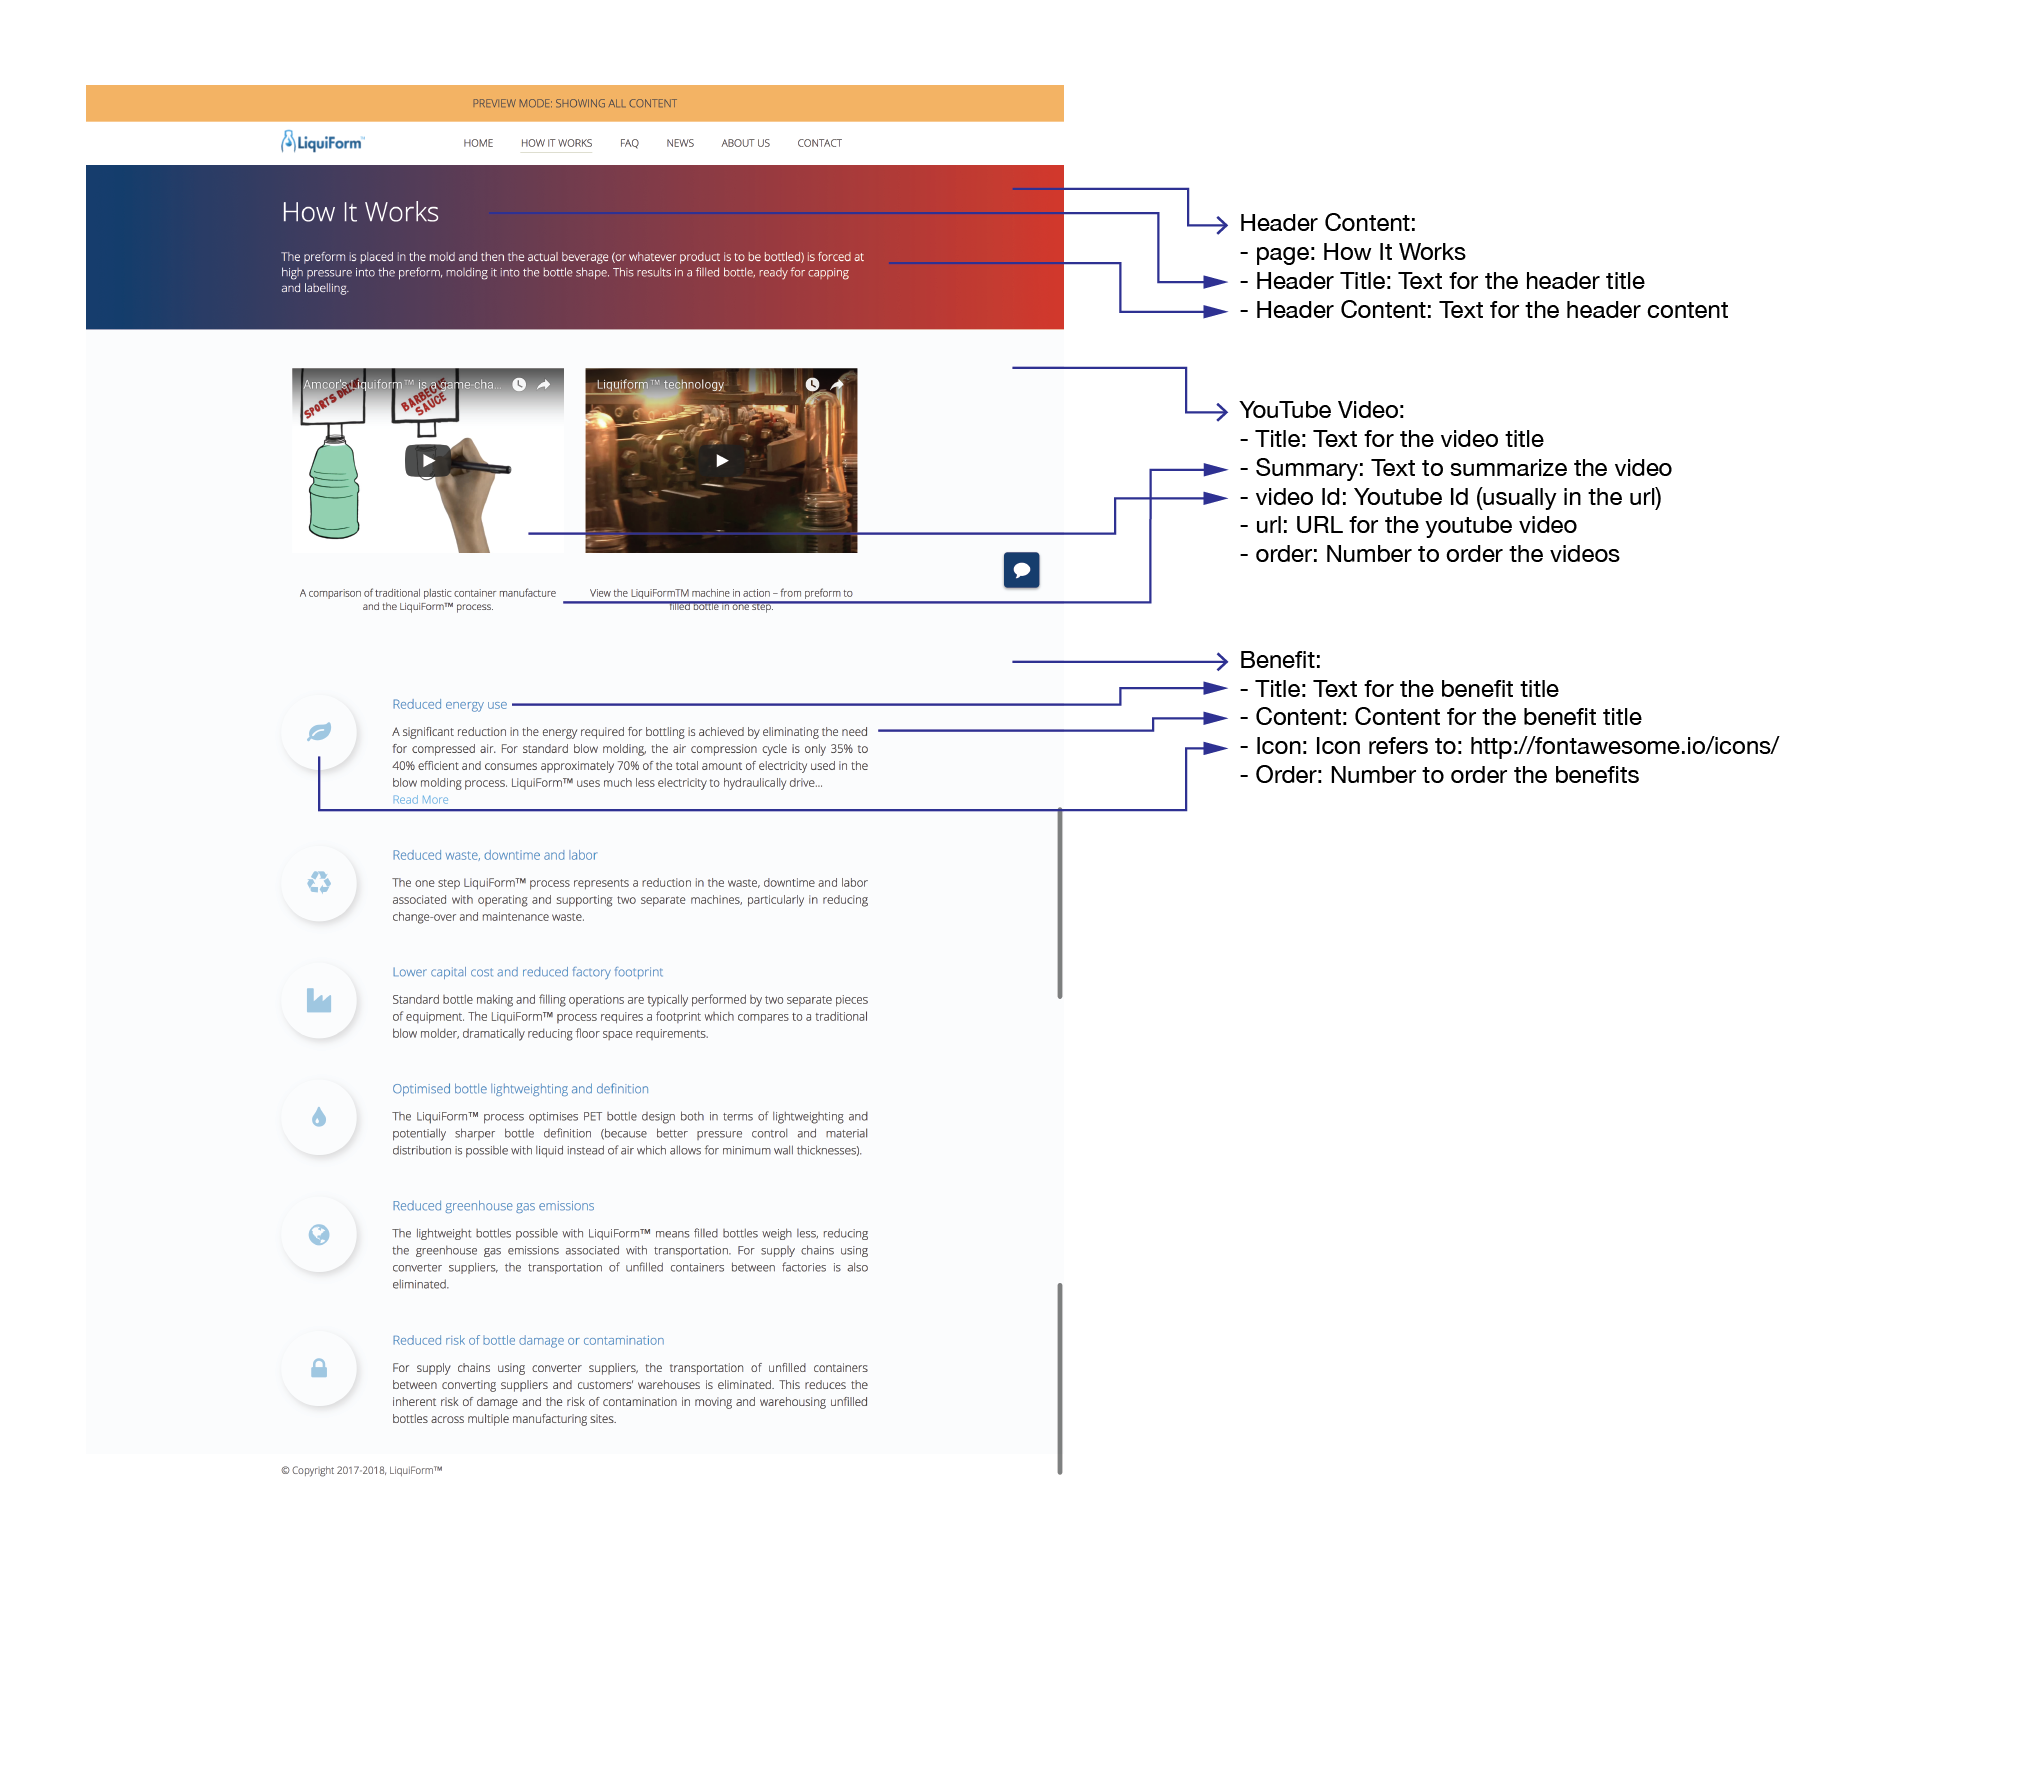 PREVIEW MODE: SHOWING ALL CONTENT
LiquiForm™
HOME
HOW IT WORKS
FAQ
NEWS
ABOUT US
CONTACT
How It Works
The preform is placed in the mold and then the actual beverage (or whatever product is to be bottled) is forced at
high pressure into the preform, molding it into the bottle shape. This results in a filled bottle, ready for capping
and labelling.
Header Content:
- page: How It Works
- Header Title: Text for the header title
- Header Content: Text for the header content
Amcor's Liquiform™ is a game-cha...
SPORTS DRINK
BARBECUE
SAUCE
Liquiform™ technology
A comparison of traditional plastic container manufacture
and the LiquiForm™ process.
View the LiquiFormTM machine in action – from preform to
filled bottle in one step.
YouTube Video:
- Title: Text for the video title
- Summary: Text to summarize the video
- video Id: Youtube Id (usually in the url)
- url: URL for the youtube video
- order: Number to order the videos
Benefit:
- Title: Text for the benefit title
- Content: Content for the benefit title
- Icon: Icon refers to: http://fontawesome.io/icons/
- Order: Number to order the benefits
Reduced energy use
A significant reduction in the energy required for bottling is achieved by eliminating the need
for compressed air. For standard blow molding, the air compression cycle is only 35% to
40% efficient and consumes approximately 70% of the total amount of electricity used in the
blow molding process. LiquiForm™ uses much less electricity to hydraulically drive...
Read More
Reduced waste, downtime and labor
The one step LiquiForm™ process represents a reduction in the waste, downtime and labor
associated with operating and supporting two separate machines, particularly in reducing
change-over and maintenance waste.
Lower capital cost and reduced factory footprint
Standard bottle making and filling operations are typically performed by two separate pieces
of equipment. The LiquiForm™ process requires a footprint which compares to a traditional
blow molder, dramatically reducing floor space requirements.
Optimised bottle lightweighting and definition
The LiquiForm™ process optimises PET bottle design both in terms of lightweighting and
potentially sharper bottle definition (because better pressure control and material
distribution is possible with liquid instead of air which allows for minimum wall thicknesses).
Reduced greenhouse gas emissions
The lightweight bottles possible with LiquiForm™ means filled bottles weigh less, reducing
the greenhouse gas emissions associated with transportation. For supply chains using
converter suppliers, the transportation of unfilled containers between factories is also
eliminated.
Reduced risk of bottle damage or contamination
For supply chains using converter suppliers, the transportation of unfilled containers
between converting suppliers and customers' warehouses is eliminated. This reduces the
inherent risk of damage and the risk of contamination in moving and warehousing unfilled
bottles across multiple manufacturing sites.
© Copyright 2017-2018, LiquiForm™